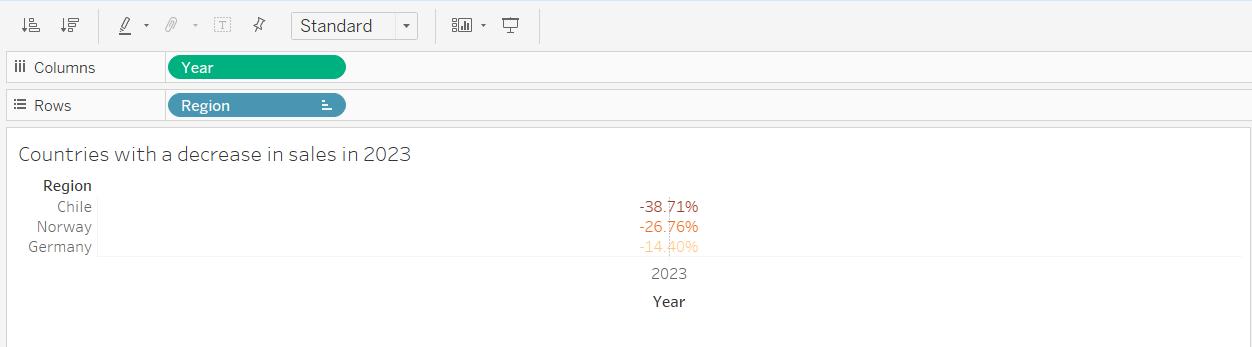 Standard
Columns
Year
Rows
Region
Countries with a decrease in sales in 2023
Region
Chile -38.71%
Norway -26.76%
Germany -14.40%
2023
Year